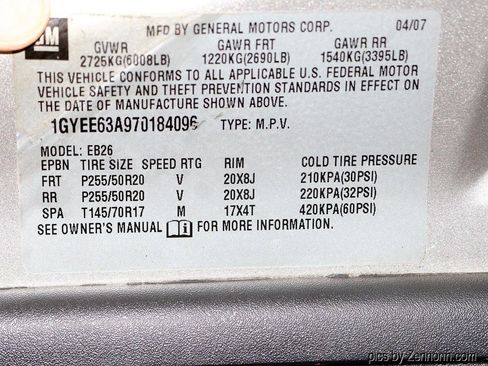 GM
MFD BY GENERAL MOTORS CORP. 04/07
GVWR GAWR FRT GAWR RR
2725KG(6008LB) 1220KG(2690LB) 1540KG(3395LB)
THIS VEHICLE CONFORMS TO ALL APPLICABLE U.S. FEDERAL MOTOR
VEHICLE SAFETY AND THEFT PREVENTION STANDARDS IN EFFECT ON
THE DATE OF MANUFACTURE SHOWN ABOVE.
1GYEE63A970184096 TYPE: M.P.V.
MODEL: EB26
EPBN TIRE SIZE SPEED RTG RIM COLD TIRE PRESSURE
FRT P255/50R20 V 20X8J 210KPA(30PSI)
RR P255/50R20 V 20X8J 220KPA(32PSI)
SPA T145/70R17 M 17X4T 420KPA(60PSI)
SEE OWNER'S MANUAL i FOR MORE INFORMATION.
pics by Zennorin.com